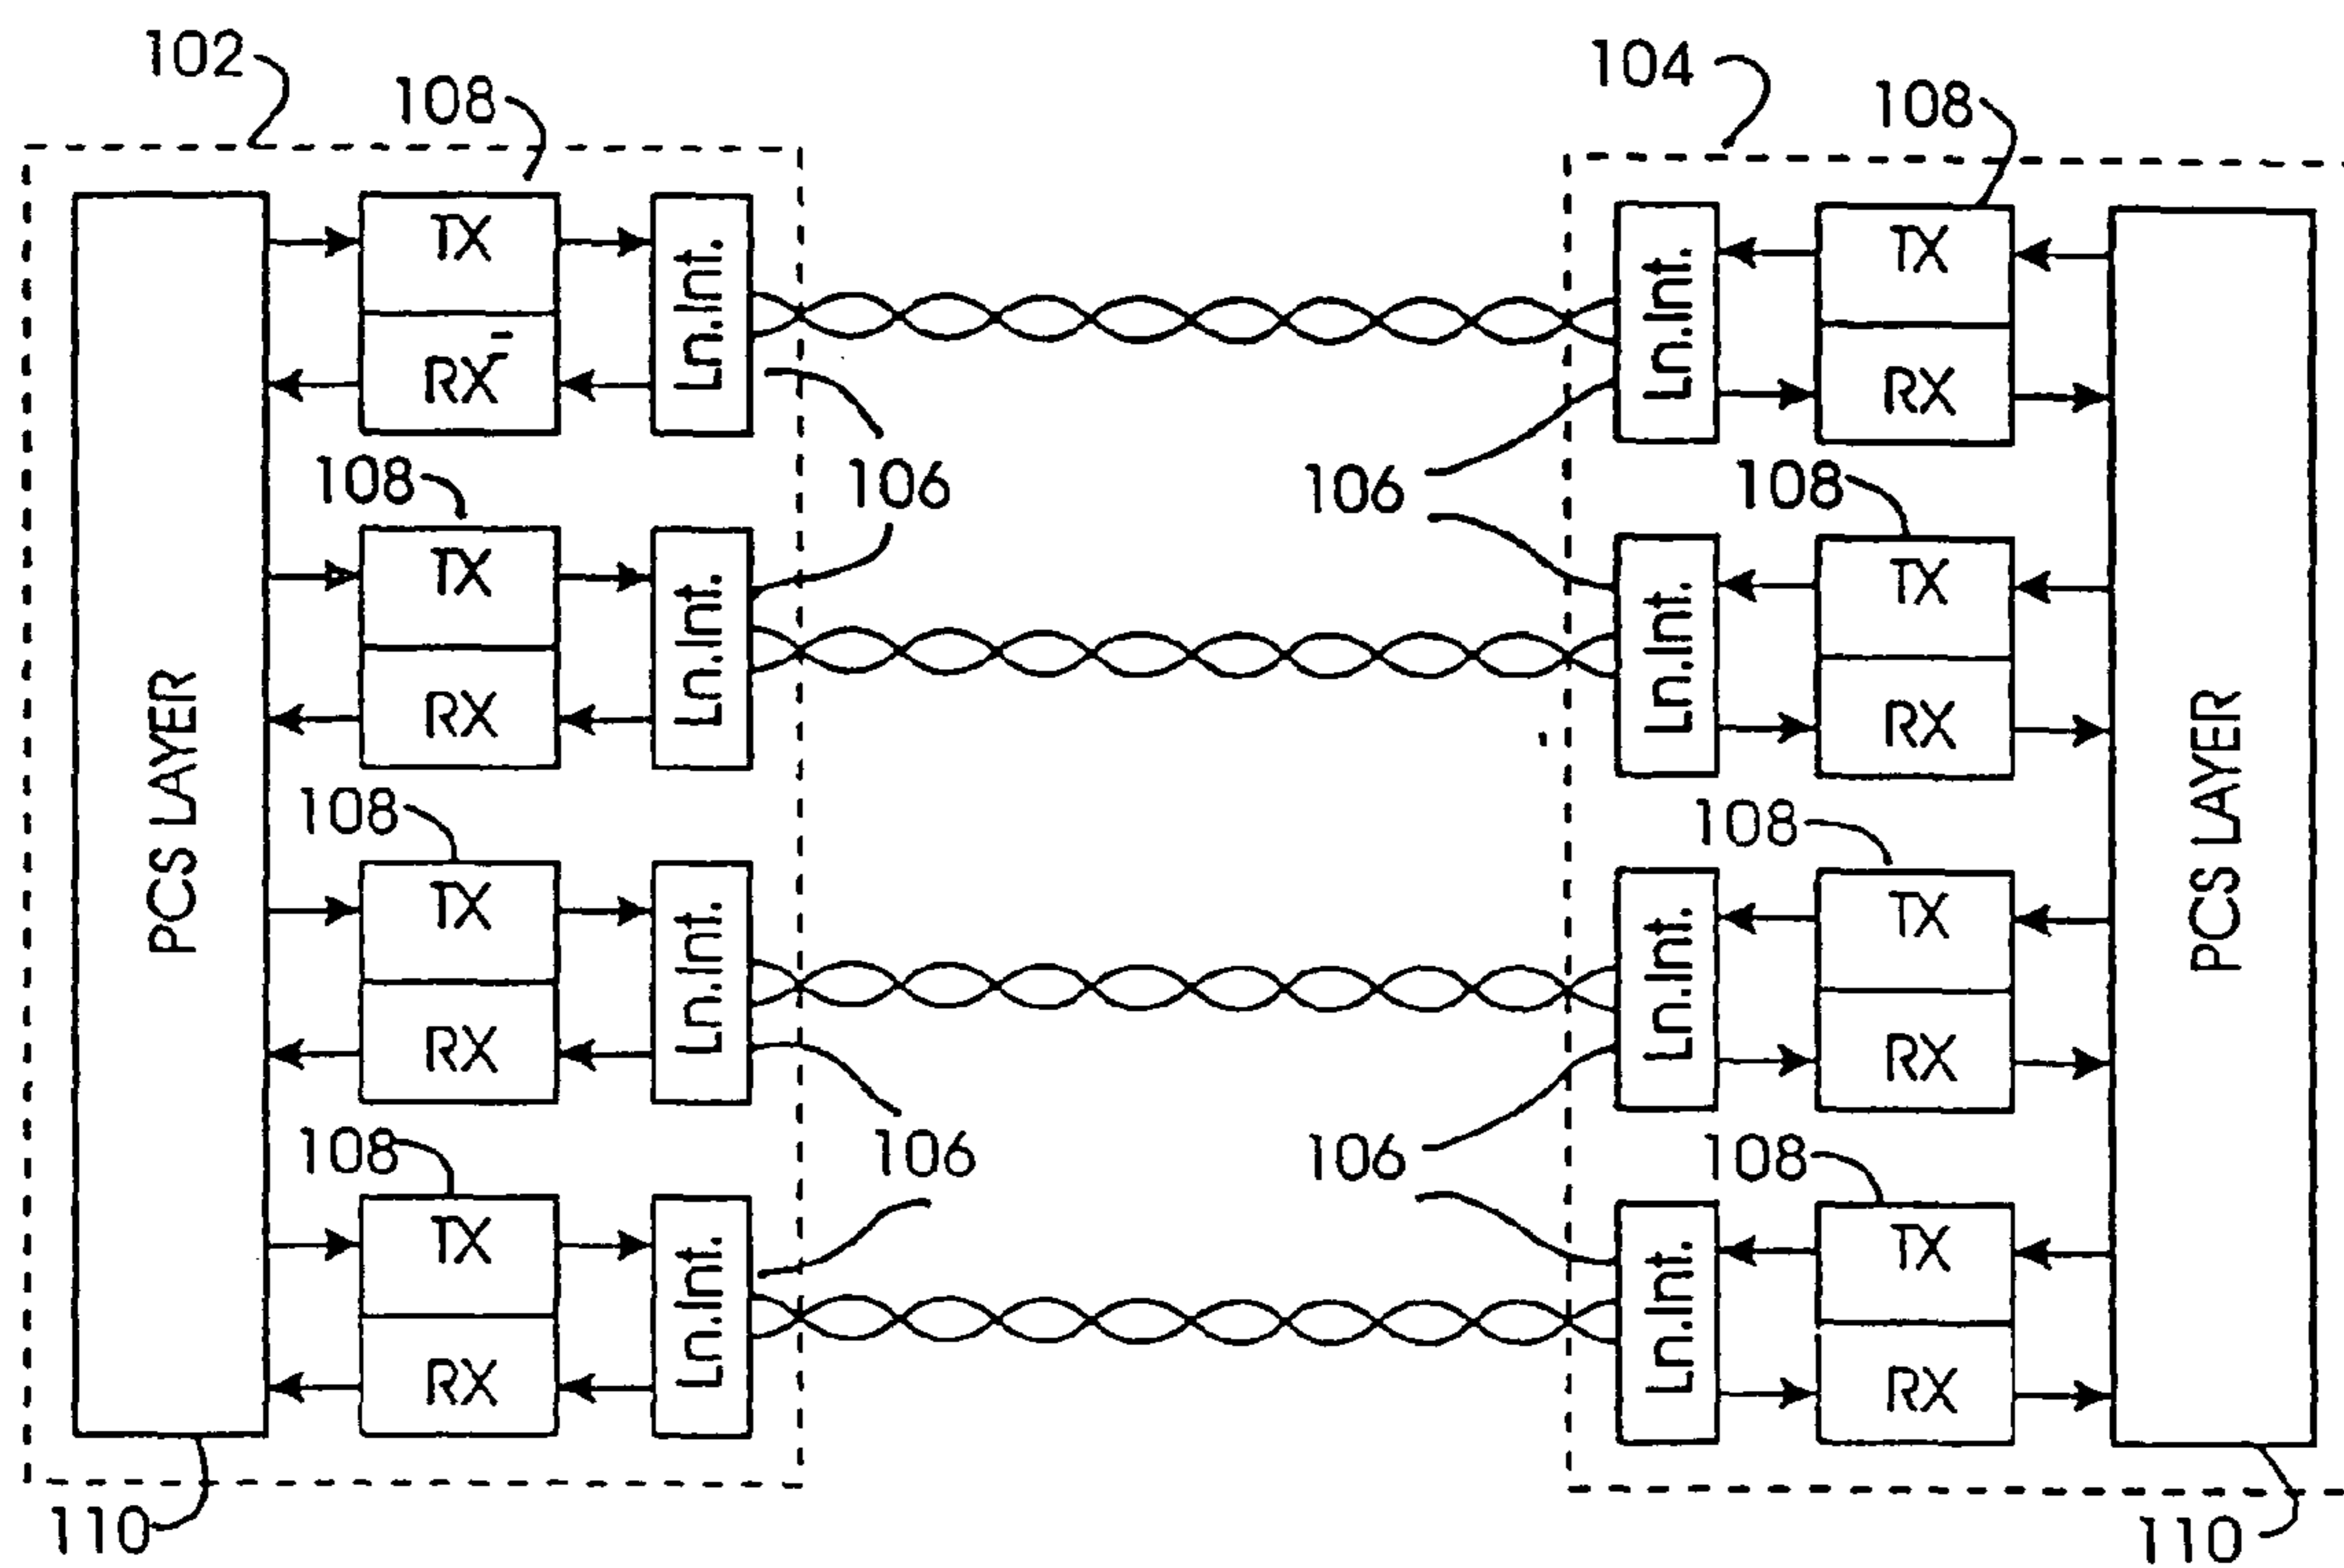 102
108
104
108
TX
RX
Ln.Int.
Ln.Int.
TX
RX
108
106
106
108
TX
RX
Ln.Int.
Ln.Int.
TX
RX
PCS LAYER
PCS LAYER
108
108
TX
RX
Ln.Int.
Ln.Int.
TX
RX
108
106
106
108
TX
RX
Ln.Int.
Ln.Int.
TX
RX
110
110